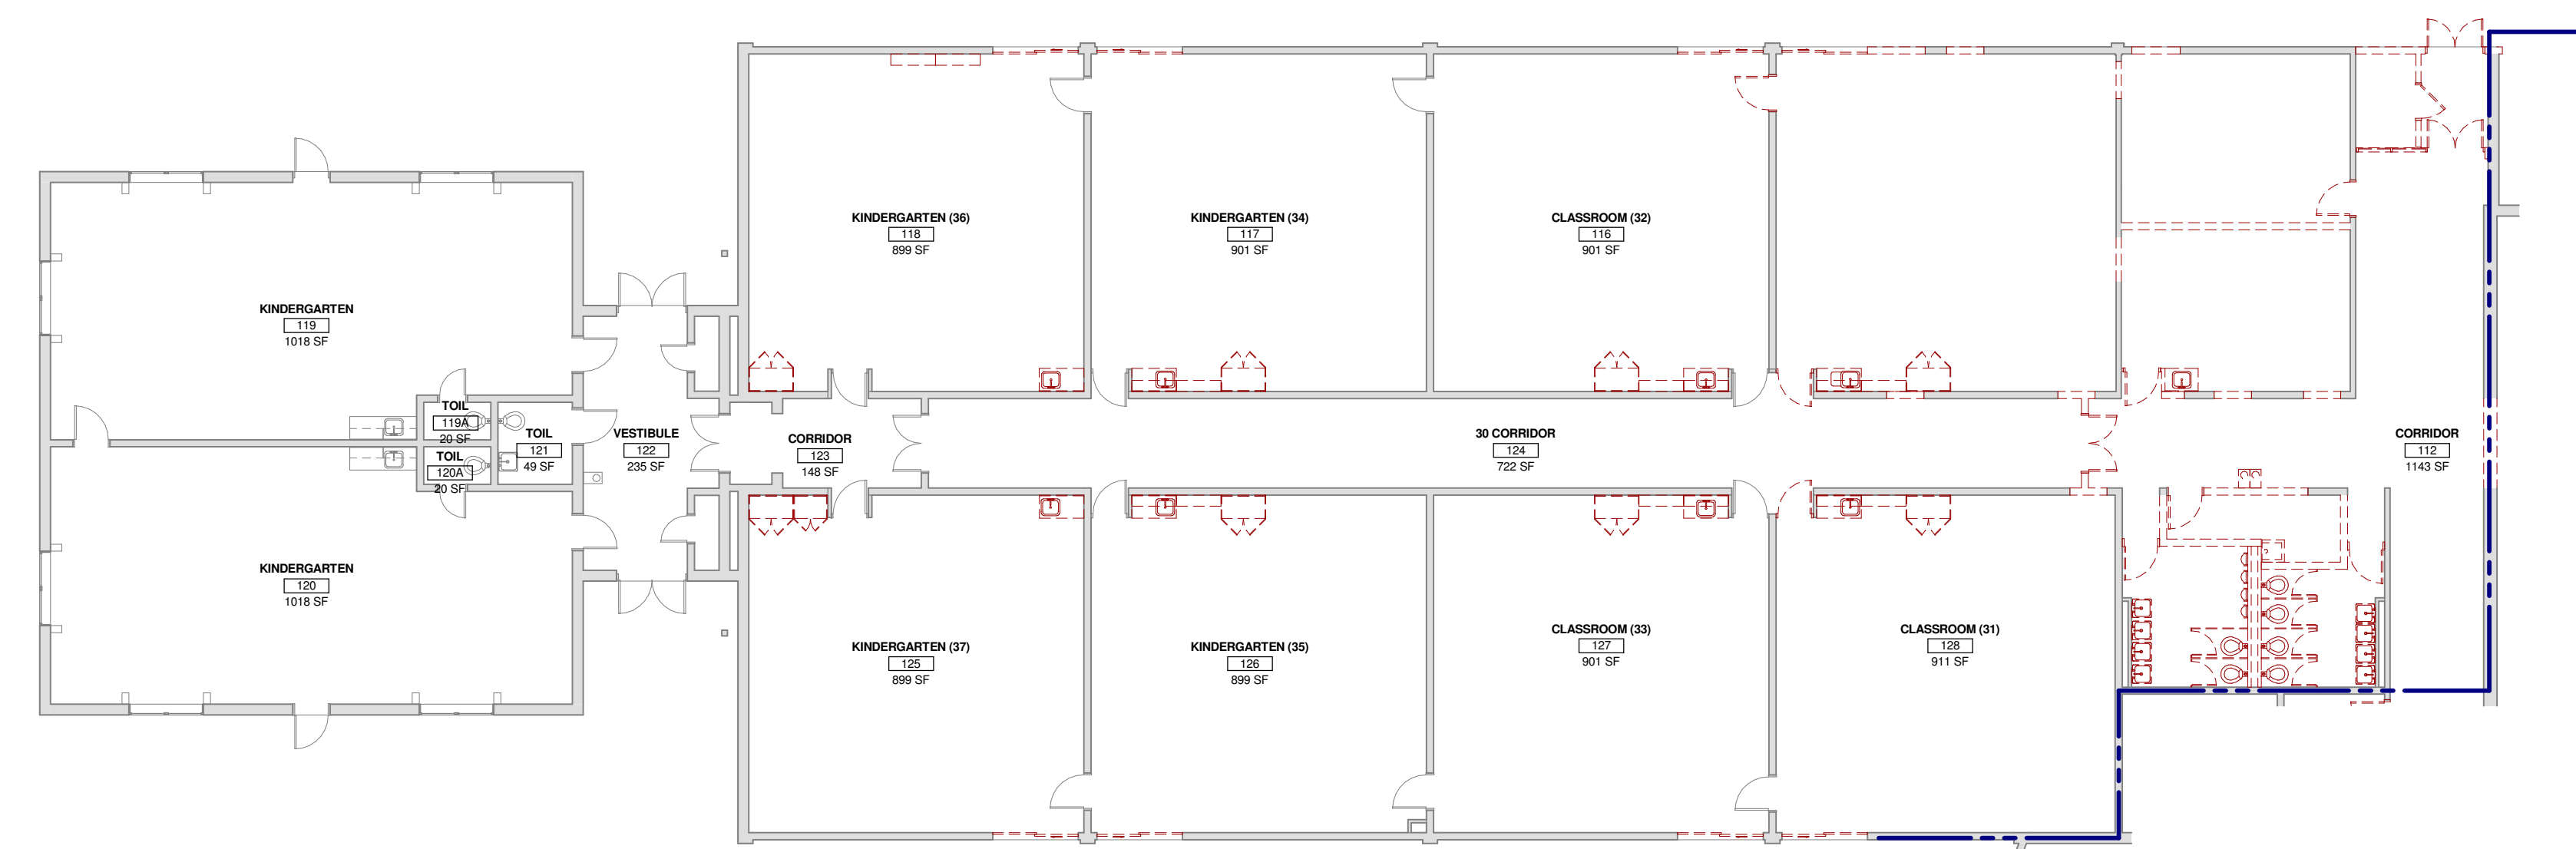 KINDERGARTEN (36)
118
899 SF
KINDERGARTEN (34)
117
901 SF
CLASSROOM (32)
116
901 SF
KINDERGARTEN
119
1018 SF
TOIL
119A
20 SF
TOIL
120A
20 SF
TOIL
121
49 SF
VESTIBULE
122
235 SF
CORRIDOR
123
148 SF
30 CORRIDOR
124
722 SF
CORRIDOR
112
1143 SF
KINDERGARTEN
120
1018 SF
KINDERGARTEN (37)
125
899 SF
KINDERGARTEN (35)
126
899 SF
CLASSROOM (33)
127
901 SF
CLASSROOM (31)
128
911 SF